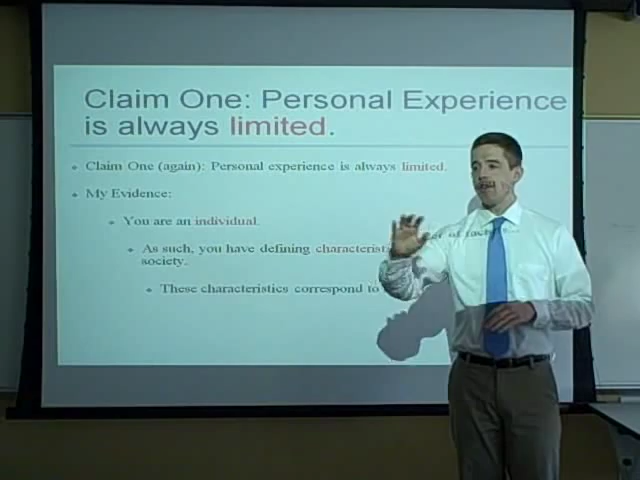 Claim One: Personal Experience
is always limited.
Claim One (again): Personal experience is always limited.
My Evidence:
You are an individual.
As such, you have defining
society.
These characteristics correspond to